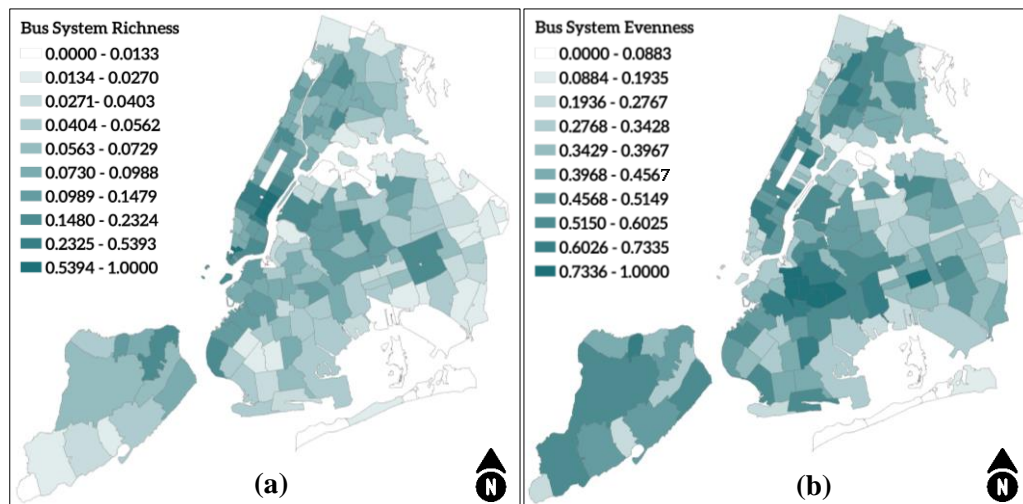 Bus System Richness
0.0000 - 0.0133
0.0134 - 0.0270
0.0271- 0.0403
0.0404 - 0.0562
0.0563 - 0.0729
0.0730 - 0.0988
0.0989 - 0.1479
0.1480 - 0.2324
0.2325 - 0.5393
0.5394 - 1.0000
(a)
N
Bus System Evenness
0.0000 - 0.0883
0.0884 - 0.1935
0.1936 - 0.2767
0.2768 - 0.3428
0.3429 - 0.3967
0.3968 - 0.4567
0.4568 - 0.5149
0.5150 - 0.6025
0.6026 - 0.7335
0.7336 - 1.0000
(b)
N